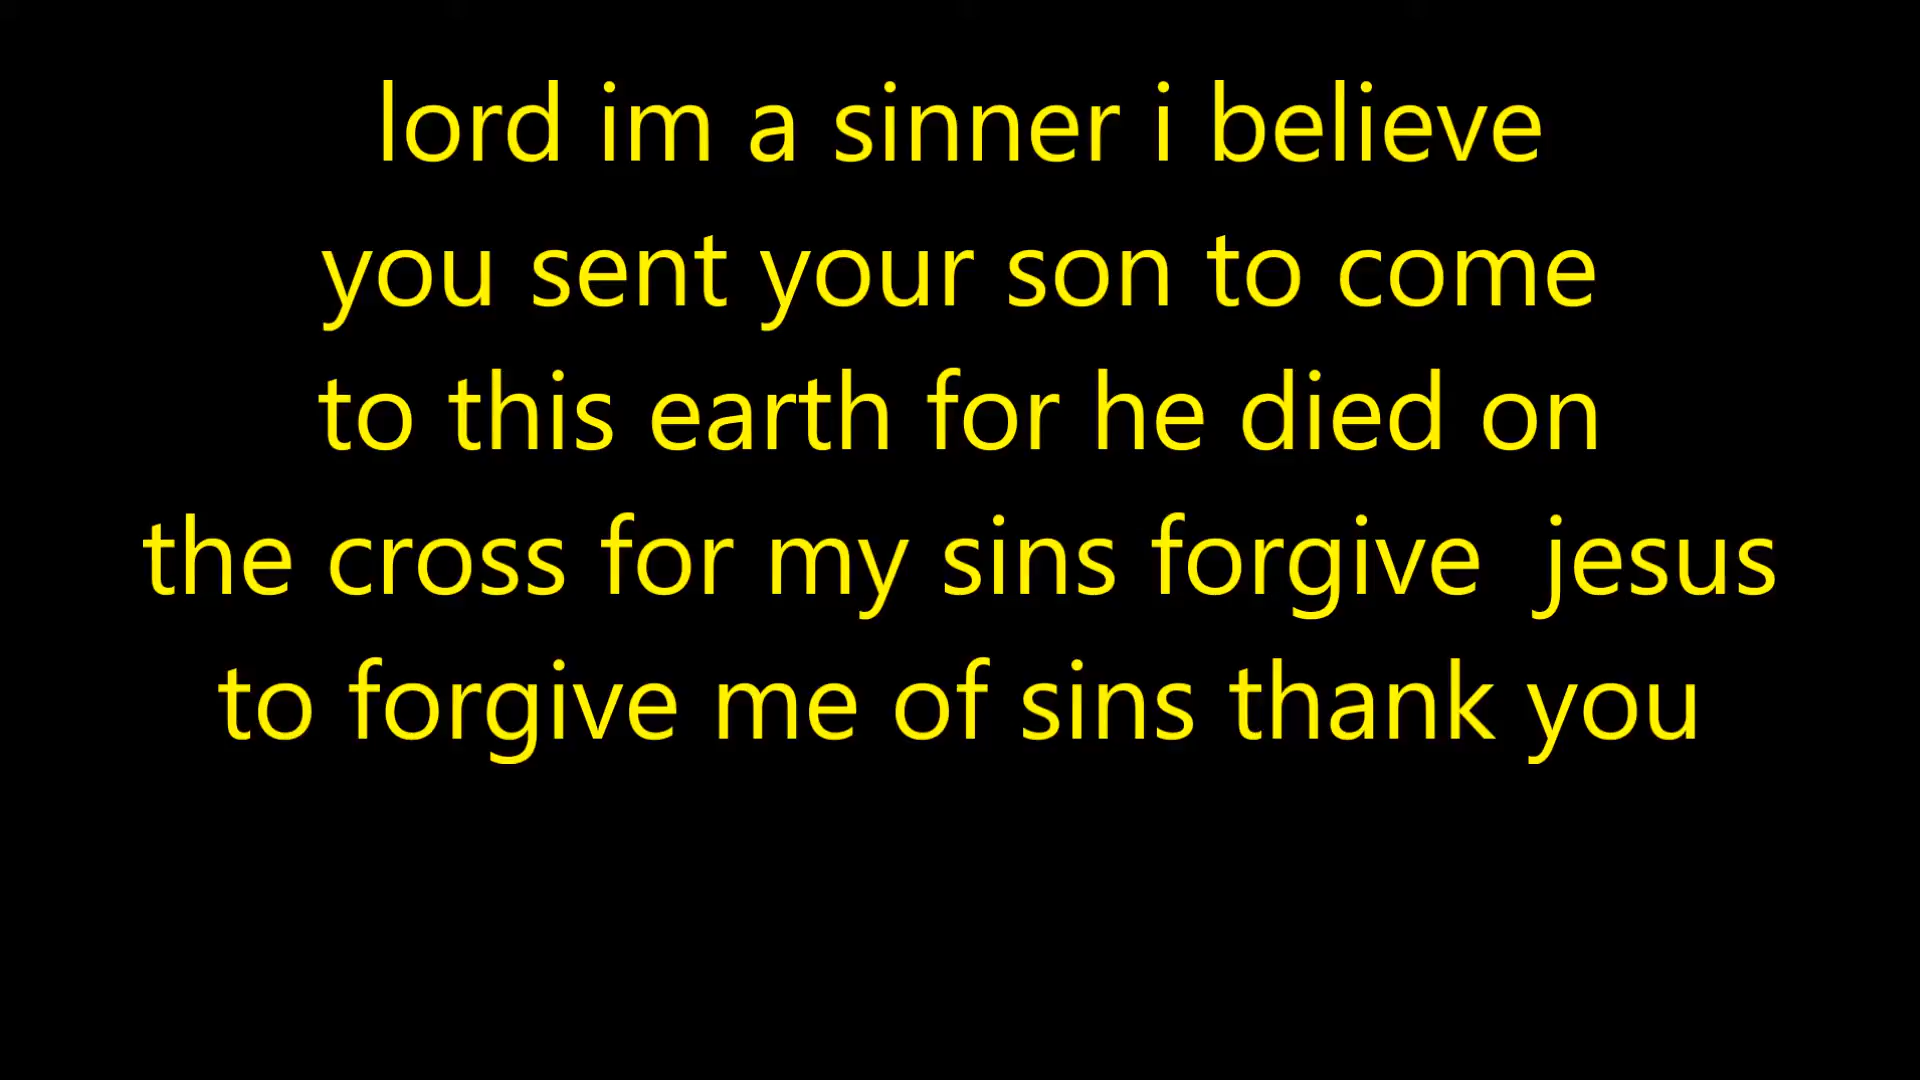 lord im a sinner i believe
you sent your son to come
to this earth for he died on
the cross for my sins forgive  jesus
to forgive me of sins thank you